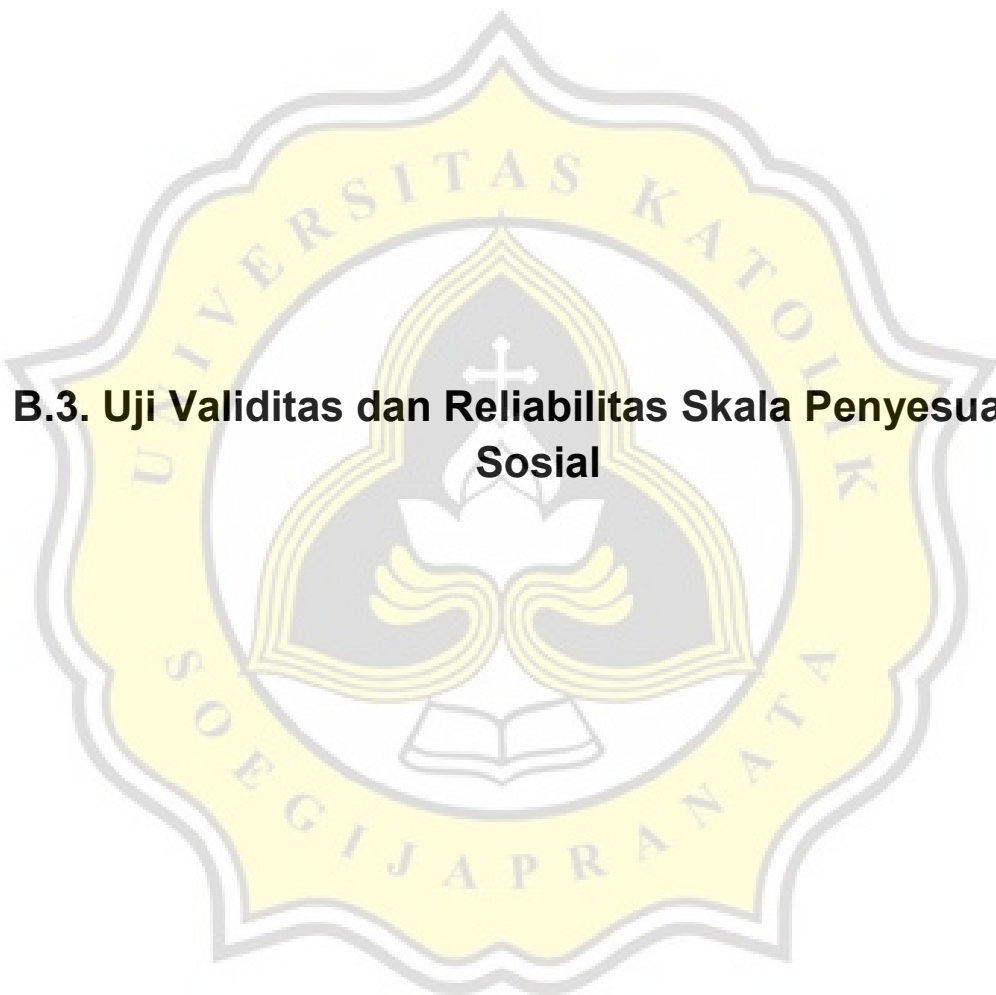 UNIVERSITAS KATOLIK
B.3. Uji Validitas dan Reliabilitas Skala Penyesua
Sosial
SOEGIJAPRANATA